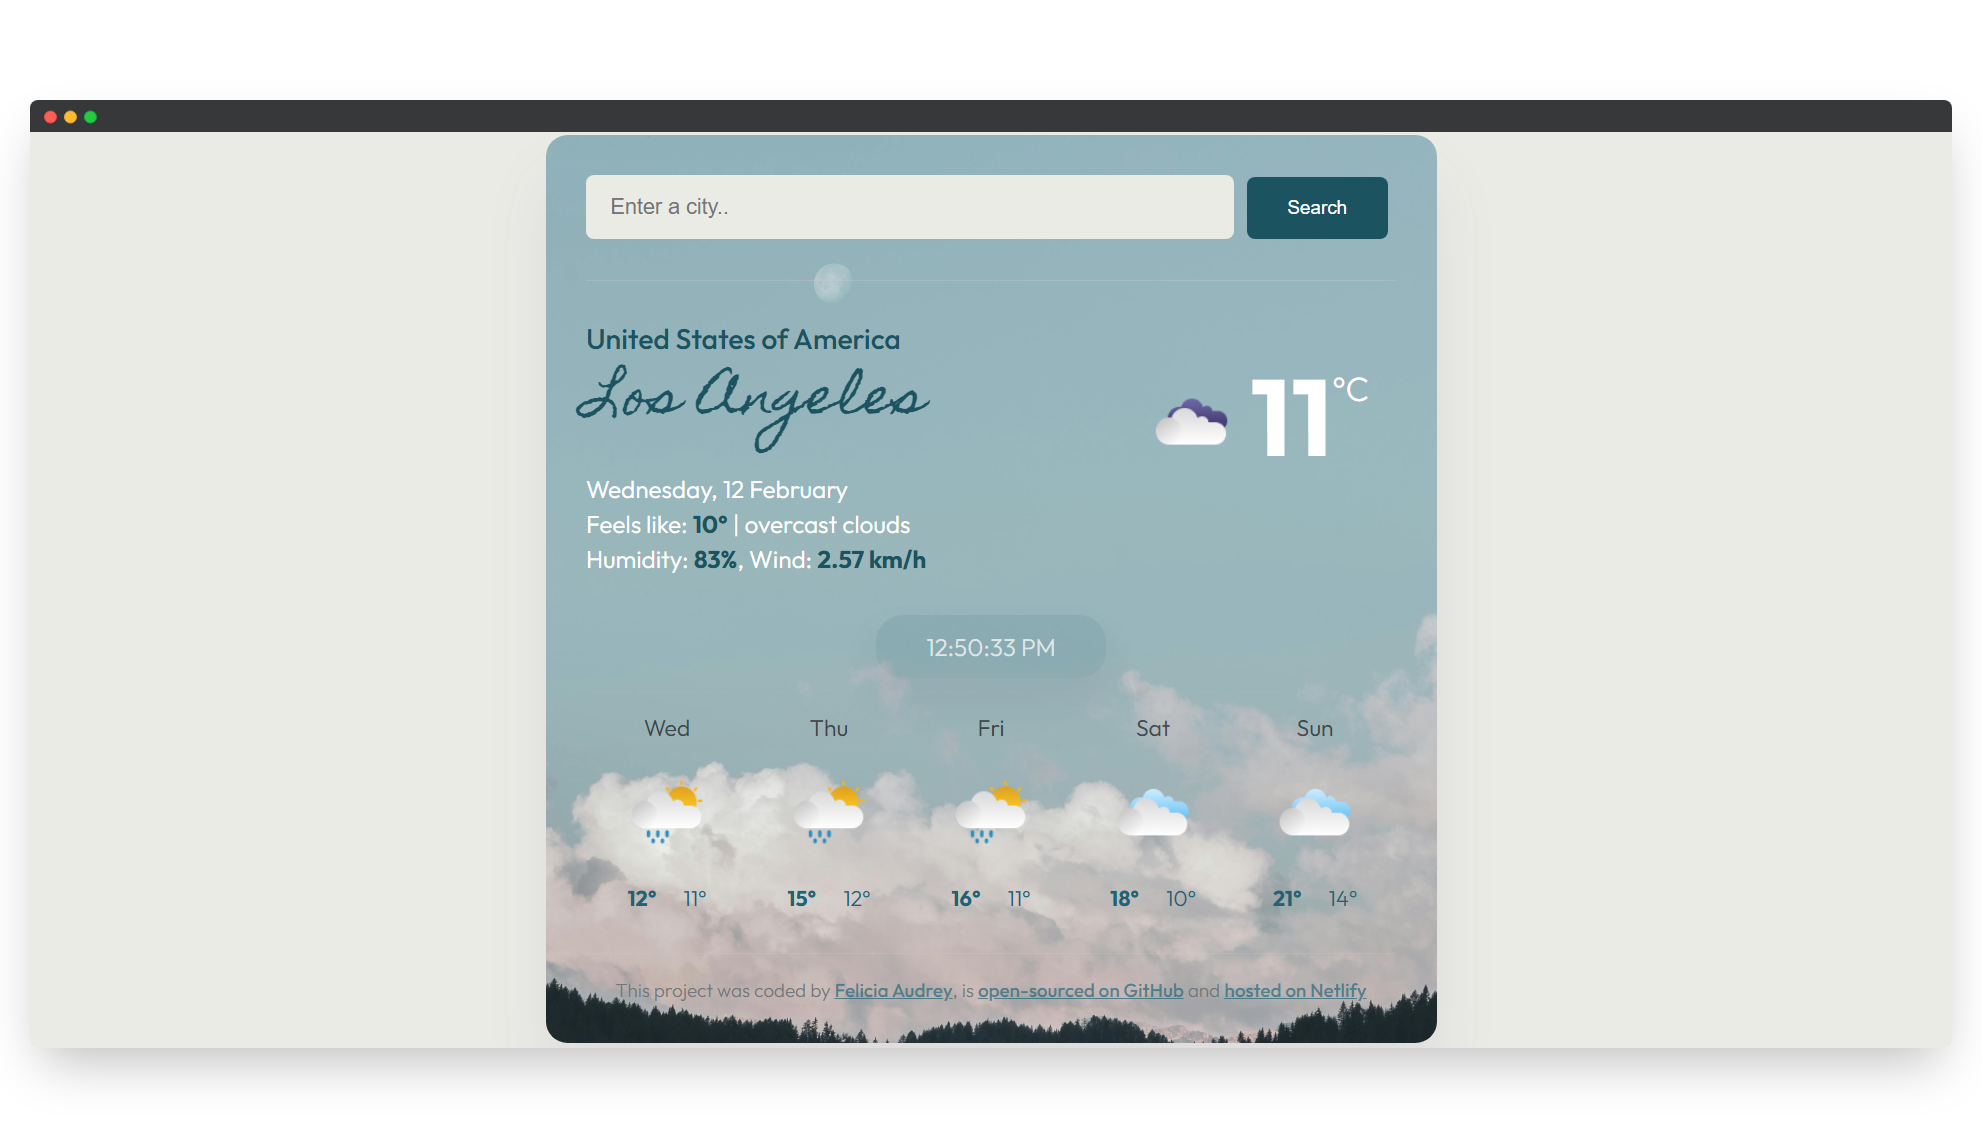 Enter a city..
Search
United States of America
Los Angeles
11°C
Wednesday, 12 February
Feels like: 10° | overcast clouds
Humidity: 83%, Wind: 2.57 km/h
12:50:33 PM
Wed Thu Fri Sat Sun
12° 11° 15° 12° 16° 11° 18° 10° 21° 14°
This project was coded by Felicia Audrey, is open-sourced on GitHub and hosted on Netlify